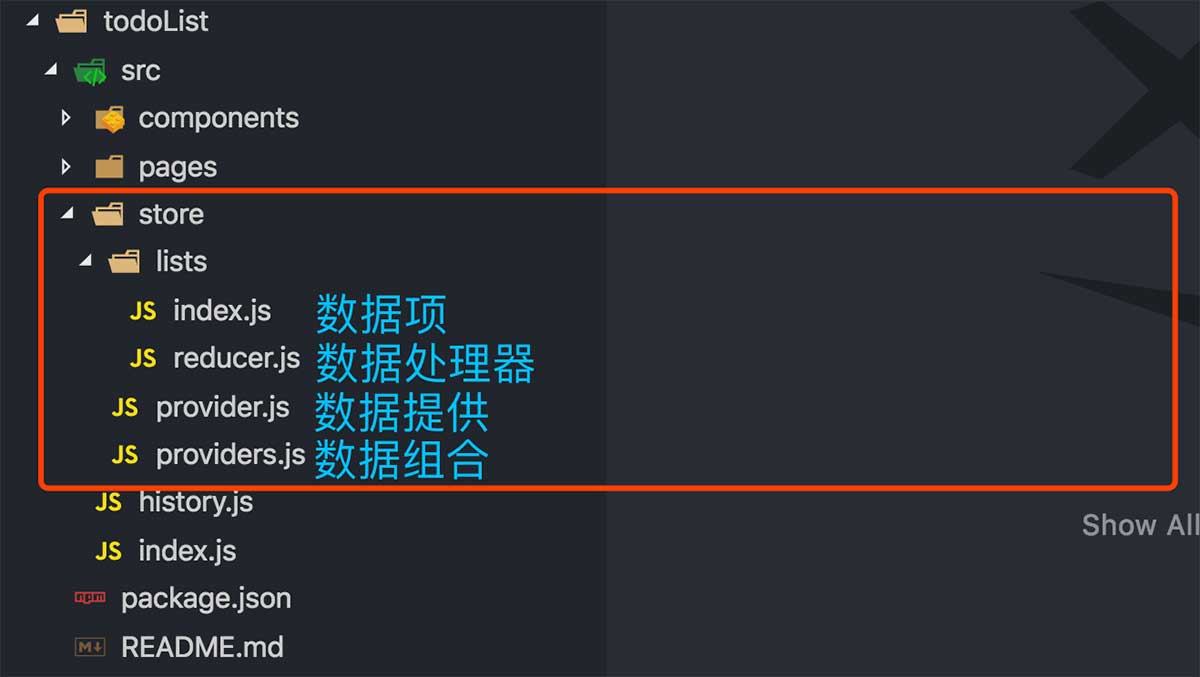 todoList
src
components
pages
store
lists
JS index.js 数据项
JS reducer.js 数据处理器
JS provider.js 数据提供
JS providers.js 数据组合
JS history.js
Show All
JS index.js
npm package.json
M↓ README.md